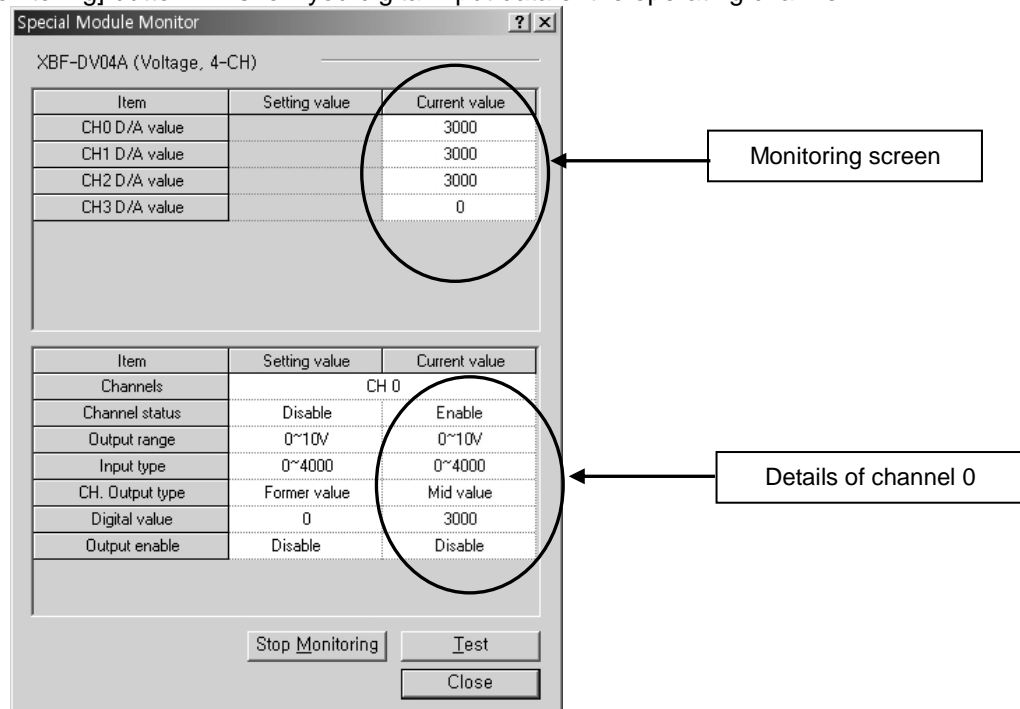 Special Module Monitor
XBF-DV04A (Voltage, 4-CH)
Item Setting value Current value
CH0 D/A value 3000
CH1 D/A value 3000
CH2 D/A value 3000
CH3 D/A value 0
Monitoring screen
Item Setting value Current value
Channels CH 0
Channel status Disable Enable
Output range 0~10V 0~10V
Input type 0~4000 0~4000
CH. Output type Former value Mid value
Digital value 0 3000
Output enable Disable Disable
Details of channel 0
Stop Monitoring Test
Close